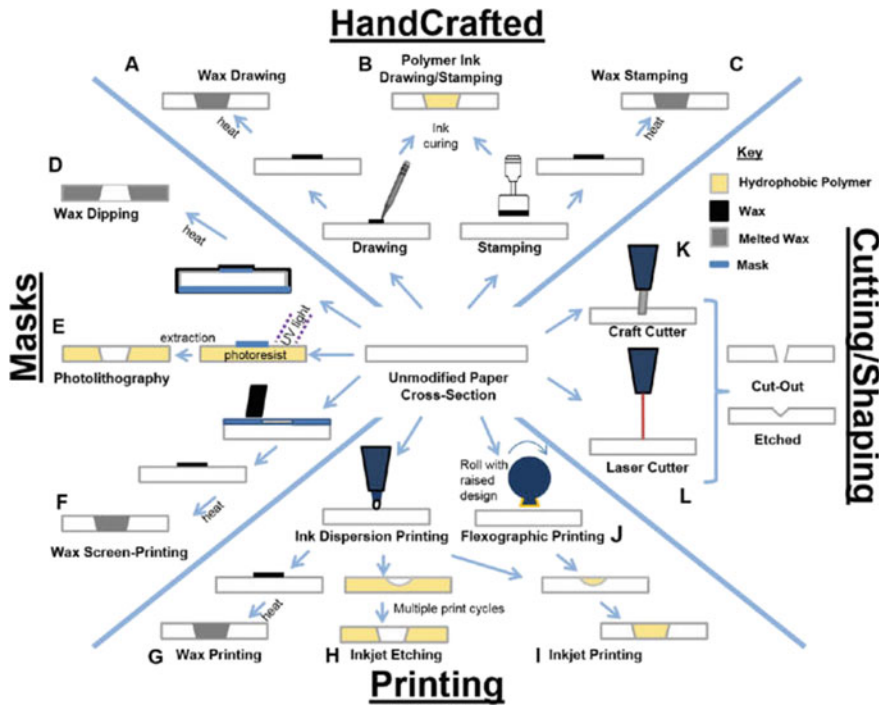 HandCrafted
A
Wax Drawing
heat
B
Polymer Ink
Drawing/Stamping
Ink
curing
C
Wax Stamping
heat
Drawing
Stamping
Key
Hydrophobic Polymer
Wax
Melted Wax
Mask
Masks
D
Wax Dipping
heat
E
extraction
UV light
photoresist
Photolithography
F
heat
Wax Screen-Printing
Unmodified Paper
Cross-Section
Cutting/Shaping
K
Craft Cutter
Laser Cutter
L
Cut-Out
Etched
Ink Dispersion Printing
Roll with
raised
design
Flexographic Printing
J
heat
G
Wax Printing
Multiple print cycles
H
Inkjet Etching
I
Inkjet Printing
Printing